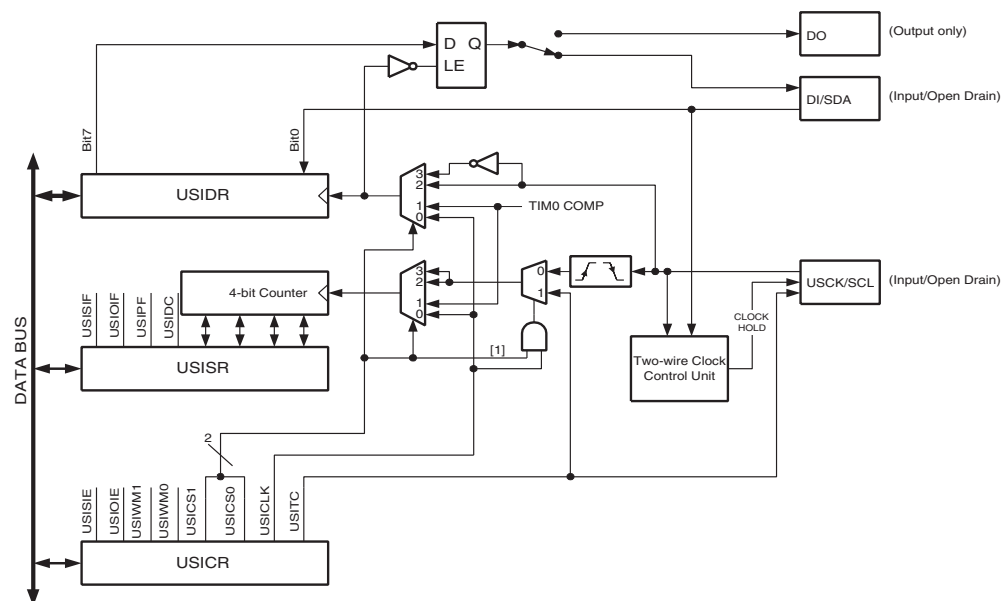 D Q
LE
DO
(Output only)
DI/SDA
(Input/Open Drain)
Bit7
Bit0
USIDR
3
2
1
0
TIM0 COMP
4-bit Counter
3
2
1
0
0
1
USCK/SCL
(Input/Open Drain)
CLOCK
HOLD
USISIF
USIOIF
USIPF
USIDC
USISR
[1]
Two-wire Clock
Control Unit
DATA BUS
2
USISIE
USIOIE
USIWM1
USIWM0
USICS1
USICS0
USICLK
USITC
USICR